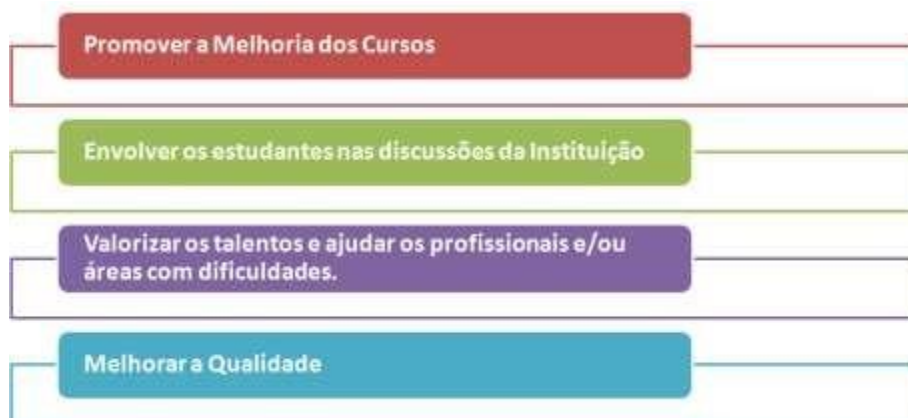 Promover a Melhoria dos Cursos
Envolver os estudantes nas discussões da Instituição
Valorizar os talentos e ajudar os profissionais e/ou
áreas com dificuldades.
Melhorar a Qualidade